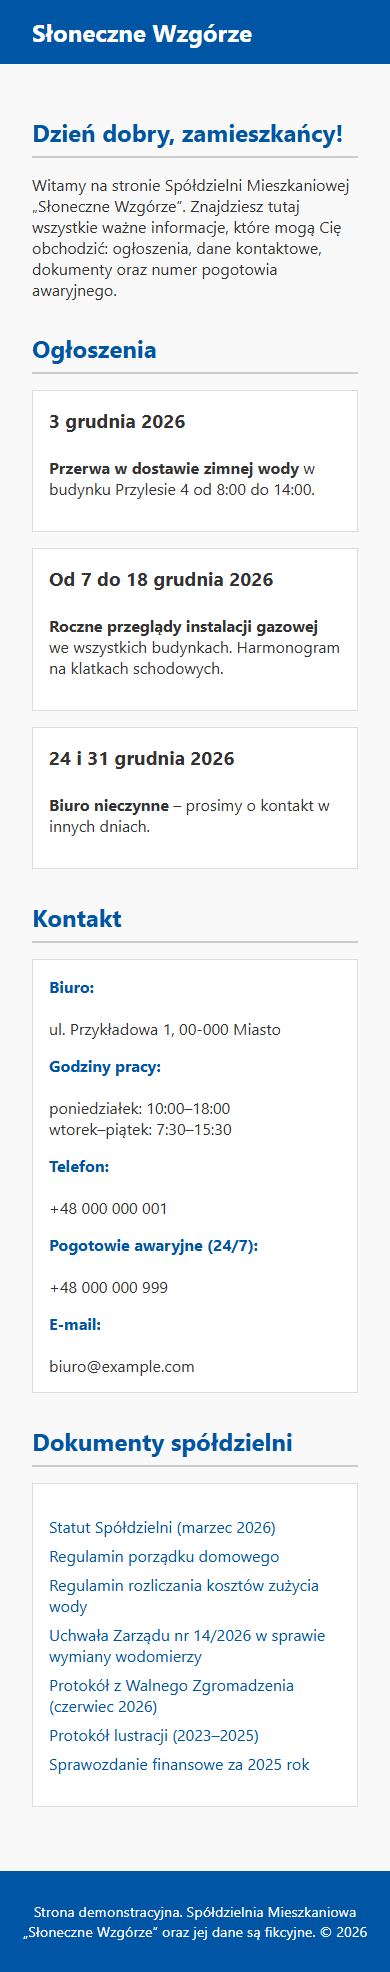 Słoneczne Wzgórze
Dzień dobry, zamieszkańcy!
Witamy na stronie Spółdzielni Mieszkaniowej
„Słoneczne Wzgórze”. Znajdziesz tutaj
wszystkie ważne informacje, które mogą Cię
obchodzić: ogłoszenia, dane kontaktowe,
dokumenty oraz numer pogotowia
awaryjnego.
Ogłoszenia
3 grudnia 2026
Przerwa w dostawie zimnej wody w
budynku Przylesie 4 od 8:00 do 14:00.
Od 7 do 18 grudnia 2026
Roczne przeglądy instalacji gazowej
we wszystkich budynkach. Harmonogram
na klatkach schodowych.
24 i 31 grudnia 2026
Biuro nieczynne – prosimy o kontakt w
innych dniach.
Kontakt
Biuro:
ul. Przykładowa 1, 00-000 Miasto
Godziny pracy:
poniedziałek: 10:00–18:00
wtorek–piątek: 7:30–15:30
Telefon:
+48 000 000 001
Pogotowie awaryjne (24/7):
+48 000 000 999
E-mail:
biuro@example.com
Dokumenty spółdzielni
Statut Spółdzielni (marzec 2026)
Regulamin porządku domowego
Regulamin rozliczania kosztów zużycia
wody
Uchwała Zarządu nr 14/2026 w sprawie
wymiany wodomierzy
Protokół z Walnego Zgromadzenia
(czerwiec 2026)
Protokół lustracji (2023–2025)
Sprawozdanie finansowe za 2025 rok
Strona demonstracyjna. Spółdzielnia Mieszkaniowa
„Słoneczne Wzgórze” oraz jej dane są fikcyjne. © 2026